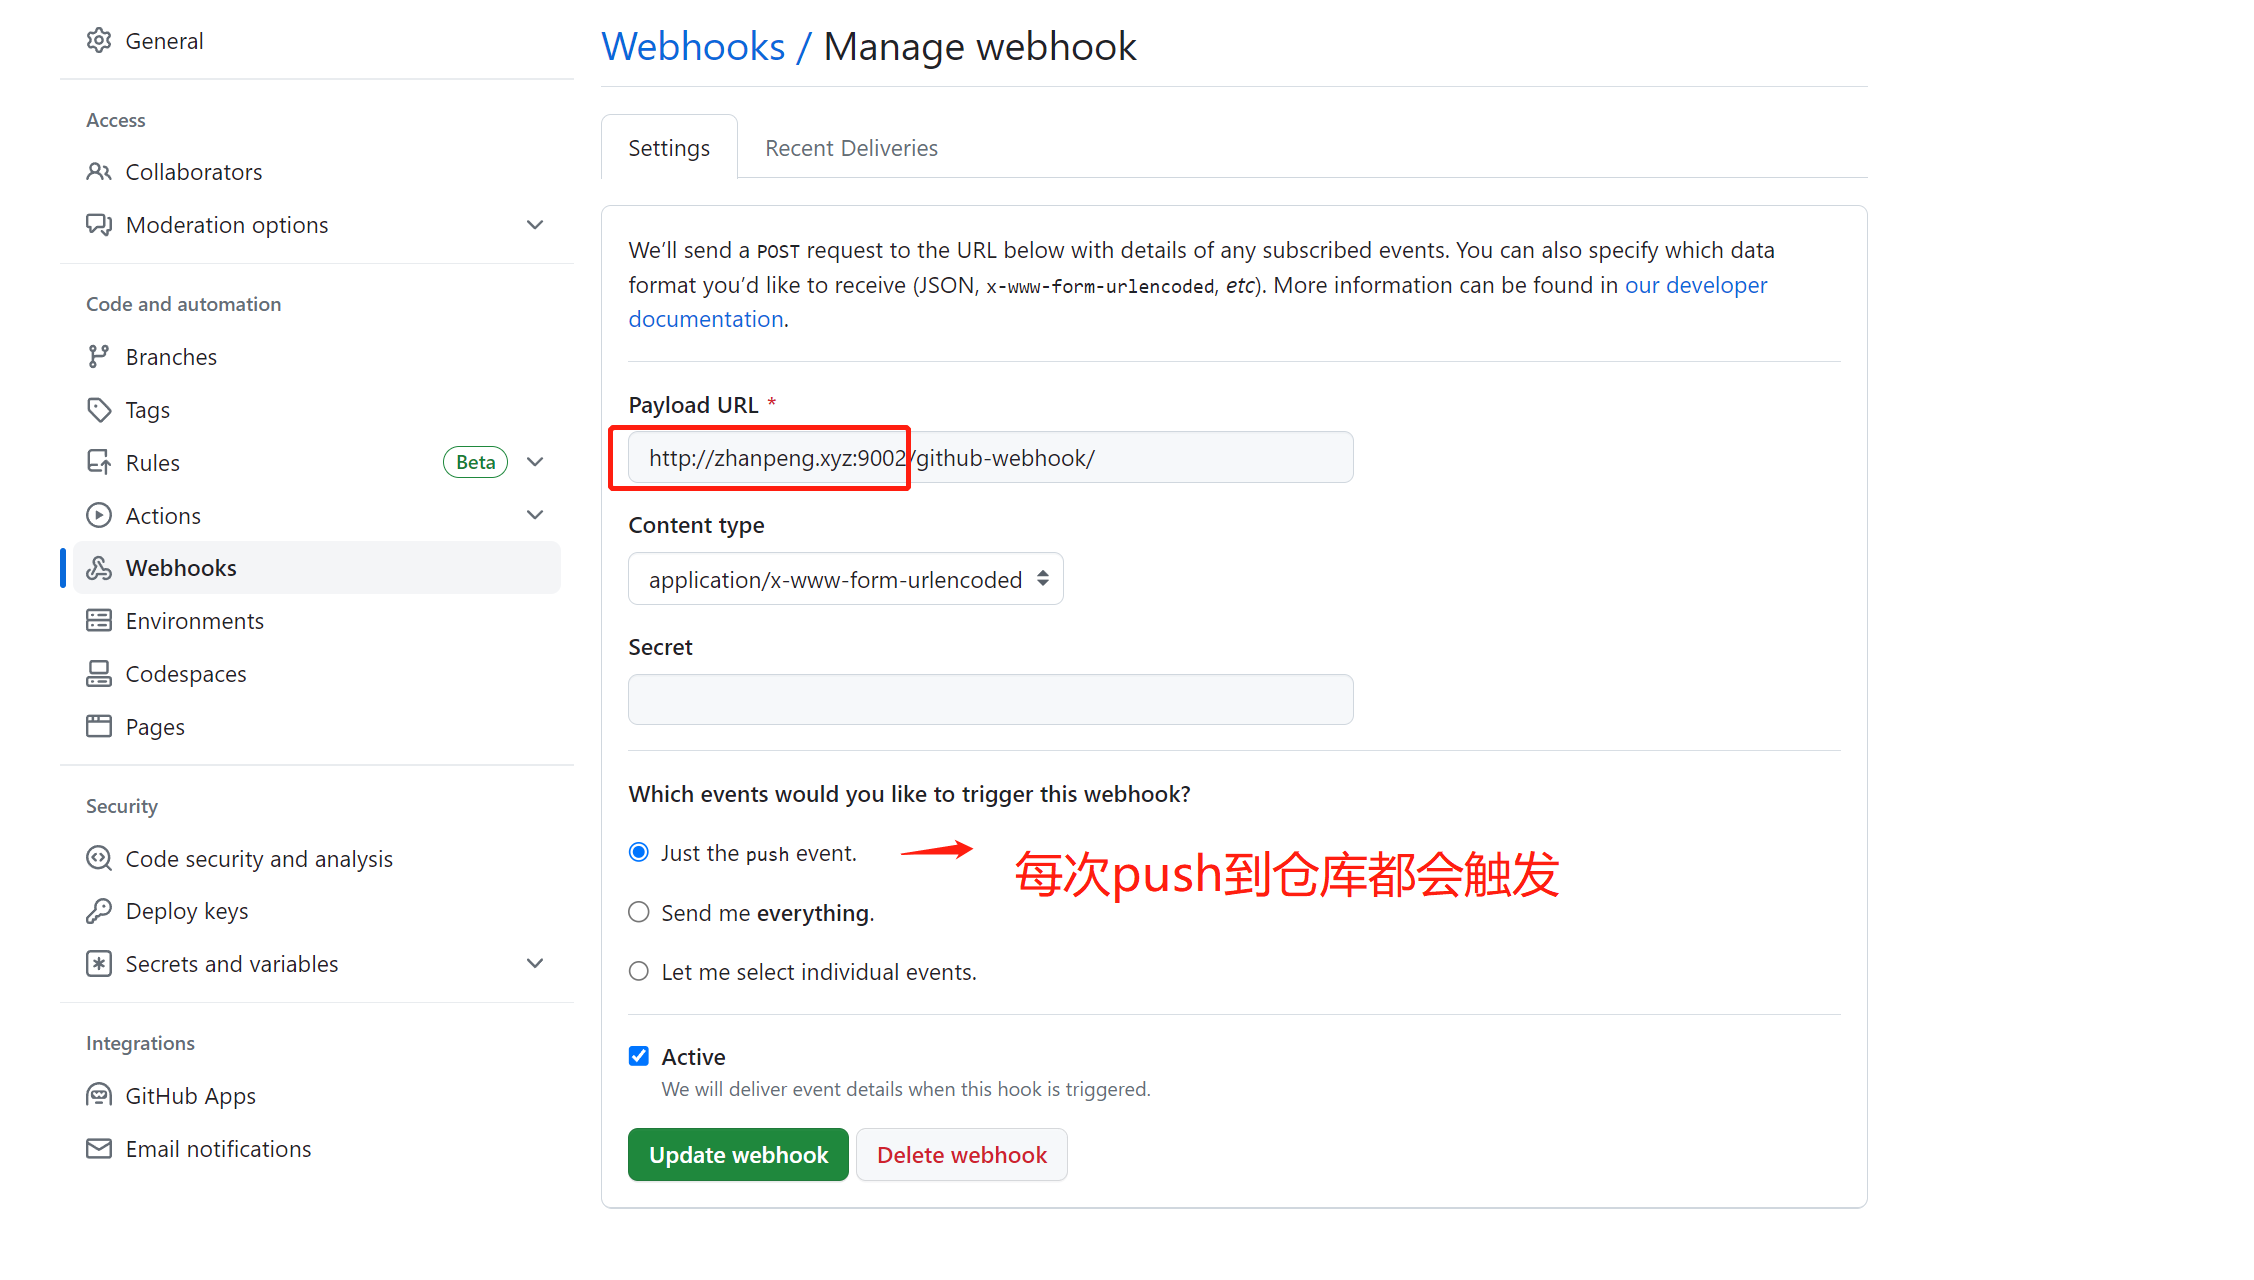 General
Access
Collaborators
Moderation options
Code and automation
Branches
Tags
Rules
Beta
Actions
Webhooks
Environments
Codespaces
Pages
Security
Code security and analysis
Deploy keys
Secrets and variables
Integrations
GitHub Apps
Email notifications
Webhooks / Manage webhook
Settings
Recent Deliveries
We’ll send a POST request to the URL below with details of any subscribed events. You can also specify which data
format you’d like to receive (JSON, x-www-form-urlencoded, etc). More information can be found in our developer
documentation.
Payload URL *
http://zhanpeng.xyz:9002/github-webhook/
Content type
application/x-www-form-urlencoded
Secret
Which events would you like to trigger this webhook?
Just the push event.
每次push到仓库都会触发
Send me everything.
Let me select individual events.
Active
We will deliver event details when this hook is triggered.
Update webhook
Delete webhook